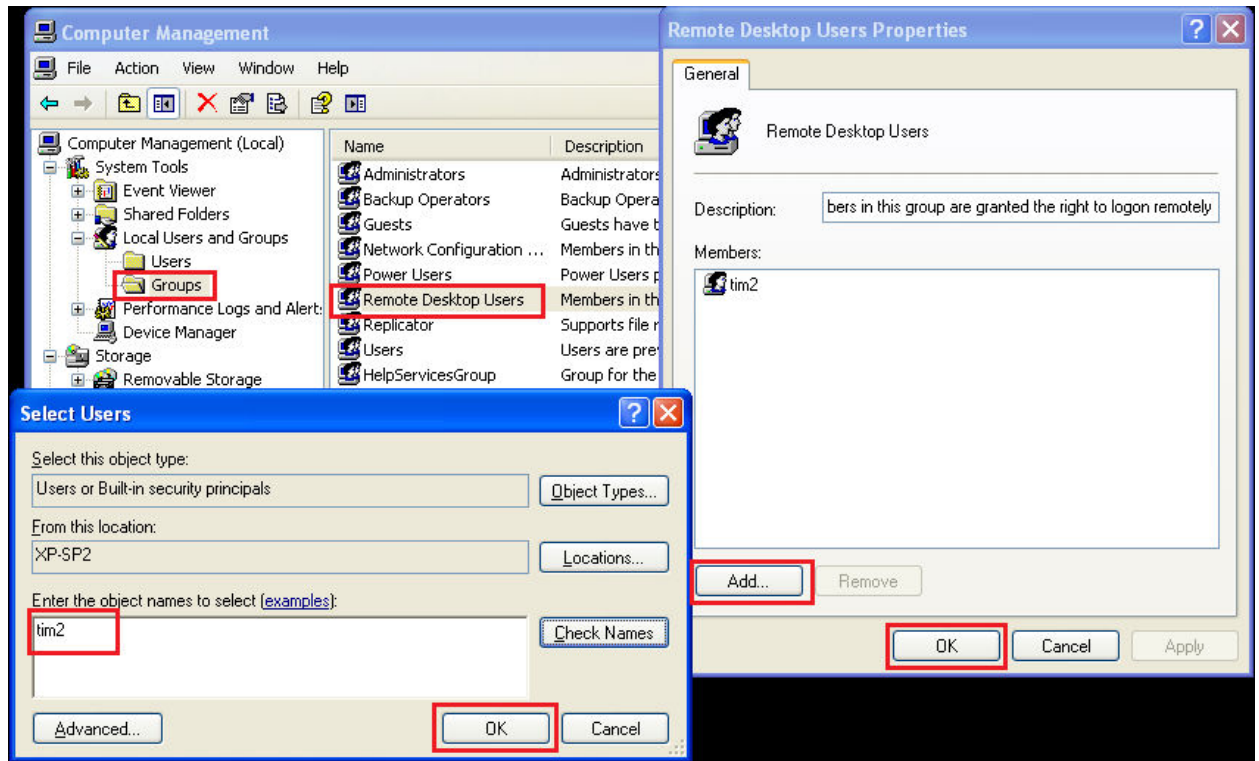 Computer Management
File Action View Window Help
Computer Management (Local)
System Tools
Event Viewer
Shared Folders
Local Users and Groups
Users
Groups
Performance Logs and Alert:
Device Manager
Storage
Removable Storage
Name Description
Administrators Administrators
Backup Operators Backup Opera
Guests Guests have t
Network Configuration ... Members in th
Power Users Power Users p
Remote Desktop Users Members in th
Replicator Supports file r
Users Users are prev
HelpServicesGroup Group for the
Remote Desktop Users Properties
General
Remote Desktop Users
Description: bers in this group are granted the right to logon remotely
Members:
tim2
Add... Remove
OK Cancel Apply
Select Users
Select this object type:
Users or Built-in security principals Object Types...
From this location:
XP-SP2 Locations...
Enter the object names to select (examples):
tim2 Check Names
Advanced... OK Cancel